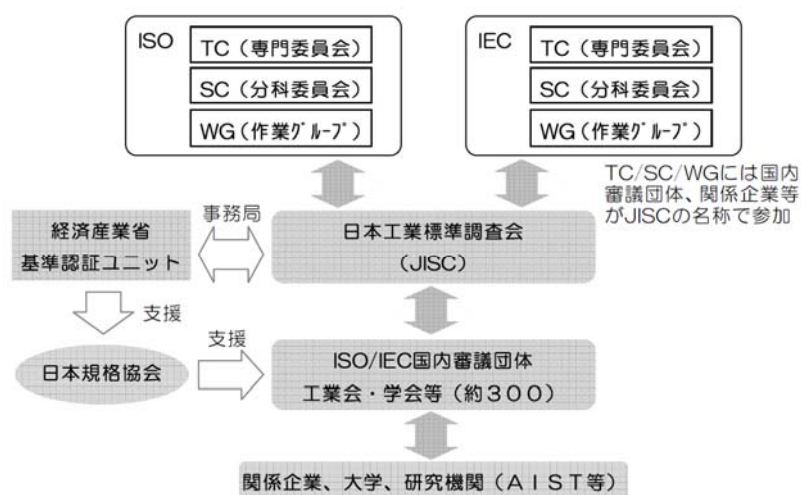 ISO
TC（専門委員会）
SC（分科委員会）
WG（作業ｸﾞﾙｰﾌﾟ）
IEC
TC（専門委員会）
SC（分科委員会）
WG（作業ｸﾞﾙｰﾌﾟ）
TC/SC/WGには国内
審議団体、関係企業等
がJISCの名称で参加
経済産業省
基準認証ユニット
事務局
日本工業標準調査会
（JISC）
支援
日本規格協会
支援
ISO/IEC国内審議団体
工業会・学会等（約３００）
関係企業、大学、研究機関（ＡＩＳＴ等）